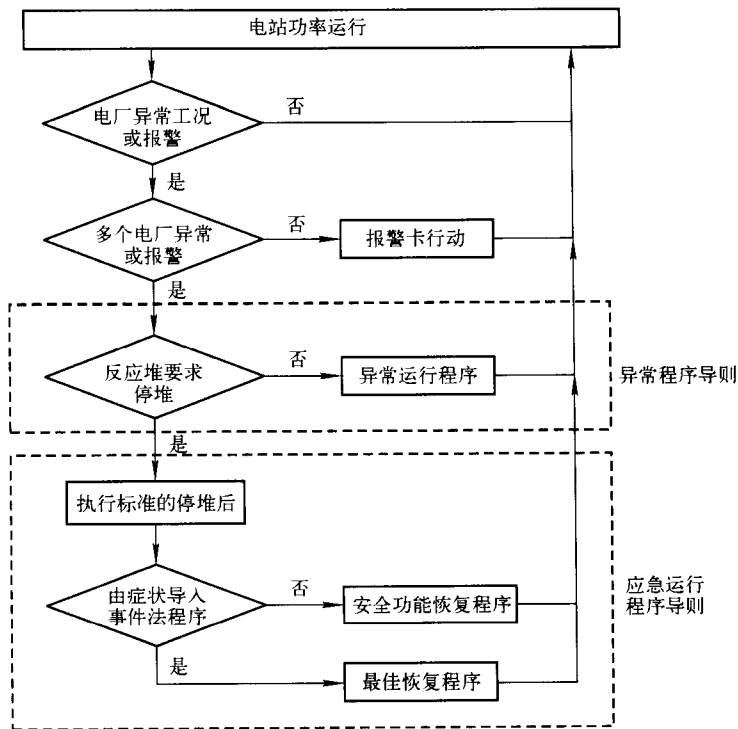 电站功率运行
电厂异常工况
或报警
否
是
多个电厂异常
或报警
否
报警卡行动
是
反应堆要求
停堆
否
异常运行程序
异常程序导则
是
执行标准的停堆后
由症状导入
事件法程序
否
安全功能恢复程序
应急运行
程序导则
是
最佳恢复程序